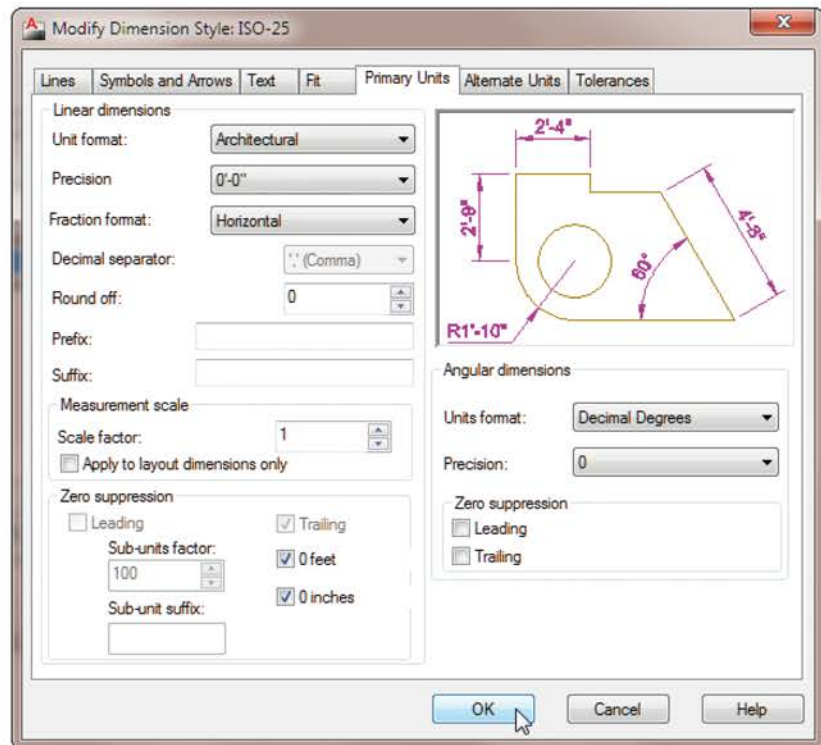 Modify Dimension Style: ISO-25
Lines Symbols and Arrows Text Fit Primary Units Alternate Units Tolerances
Linear dimensions
Unit format: Architectural
Precision 0'-0"
Fraction format: Horizontal
Decimal separator: ',' (Comma)
Round off: 0
Prefix:
Suffix:
Measurement scale
Scale factor: 1
Apply to layout dimensions only
Zero suppression
Leading
Trailing
Sub-units factor:
100
0 feet
0 inches
Sub-unit suffix:
2'-4"
2'-9"
4'-8"
60°
R1'-10"
Angular dimensions
Units format: Decimal Degrees
Precision: 0
Zero suppression
Leading
Trailing
OK Cancel Help